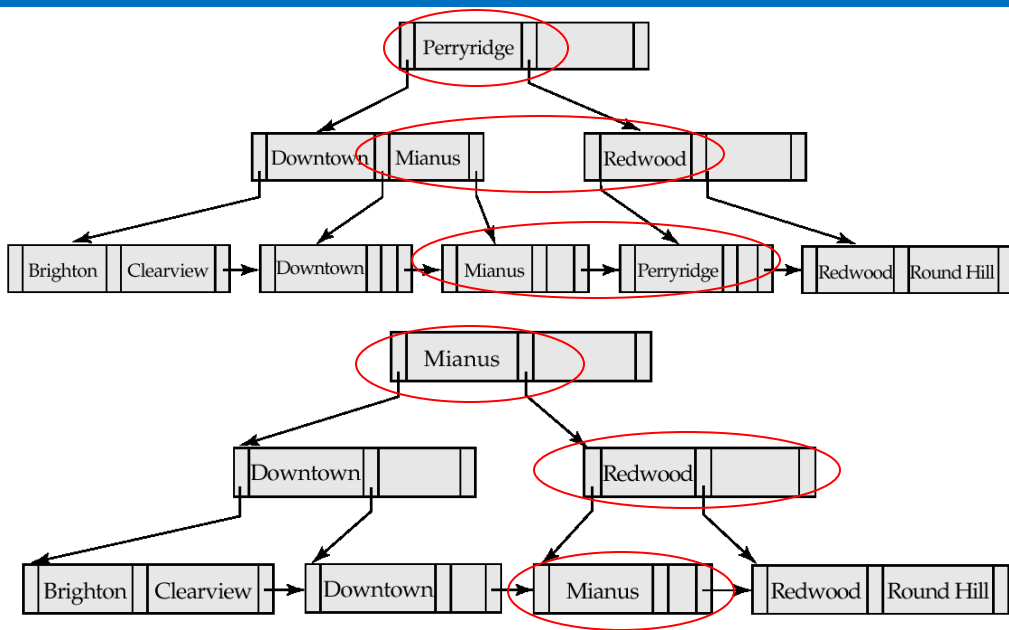 Perryridge
Downtown Mianus Redwood
Brighton Clearview Downtown Mianus Perryridge Redwood Round Hill
Mianus
Downtown Redwood
Brighton Clearview Downtown Mianus Redwood Round Hill